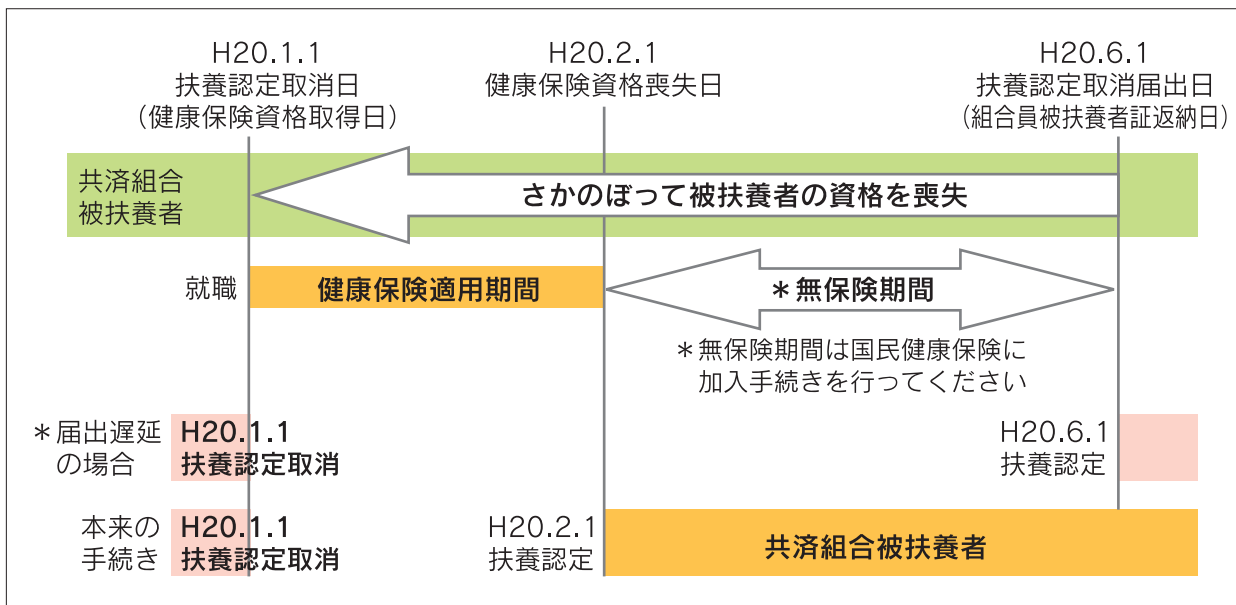 H20.1.1
扶養認定取消日
（健康保険資格取得日）
H20.2.1
健康保険資格喪失日
H20.6.1
扶養認定取消届出日
（組合員被扶養者証返納日）
共済組合
被扶養者
さかのぼって被扶養者の資格を喪失
就職
健康保険適用期間
＊無保険期間
＊無保険期間は国民健康保険に
加入手続きを行ってください
＊届出遅延
の場合
H20.1.1
扶養認定取消
H20.6.1
扶養認定
本来の
手続き
H20.1.1
扶養認定取消
H20.2.1
扶養認定
共済組合被扶養者